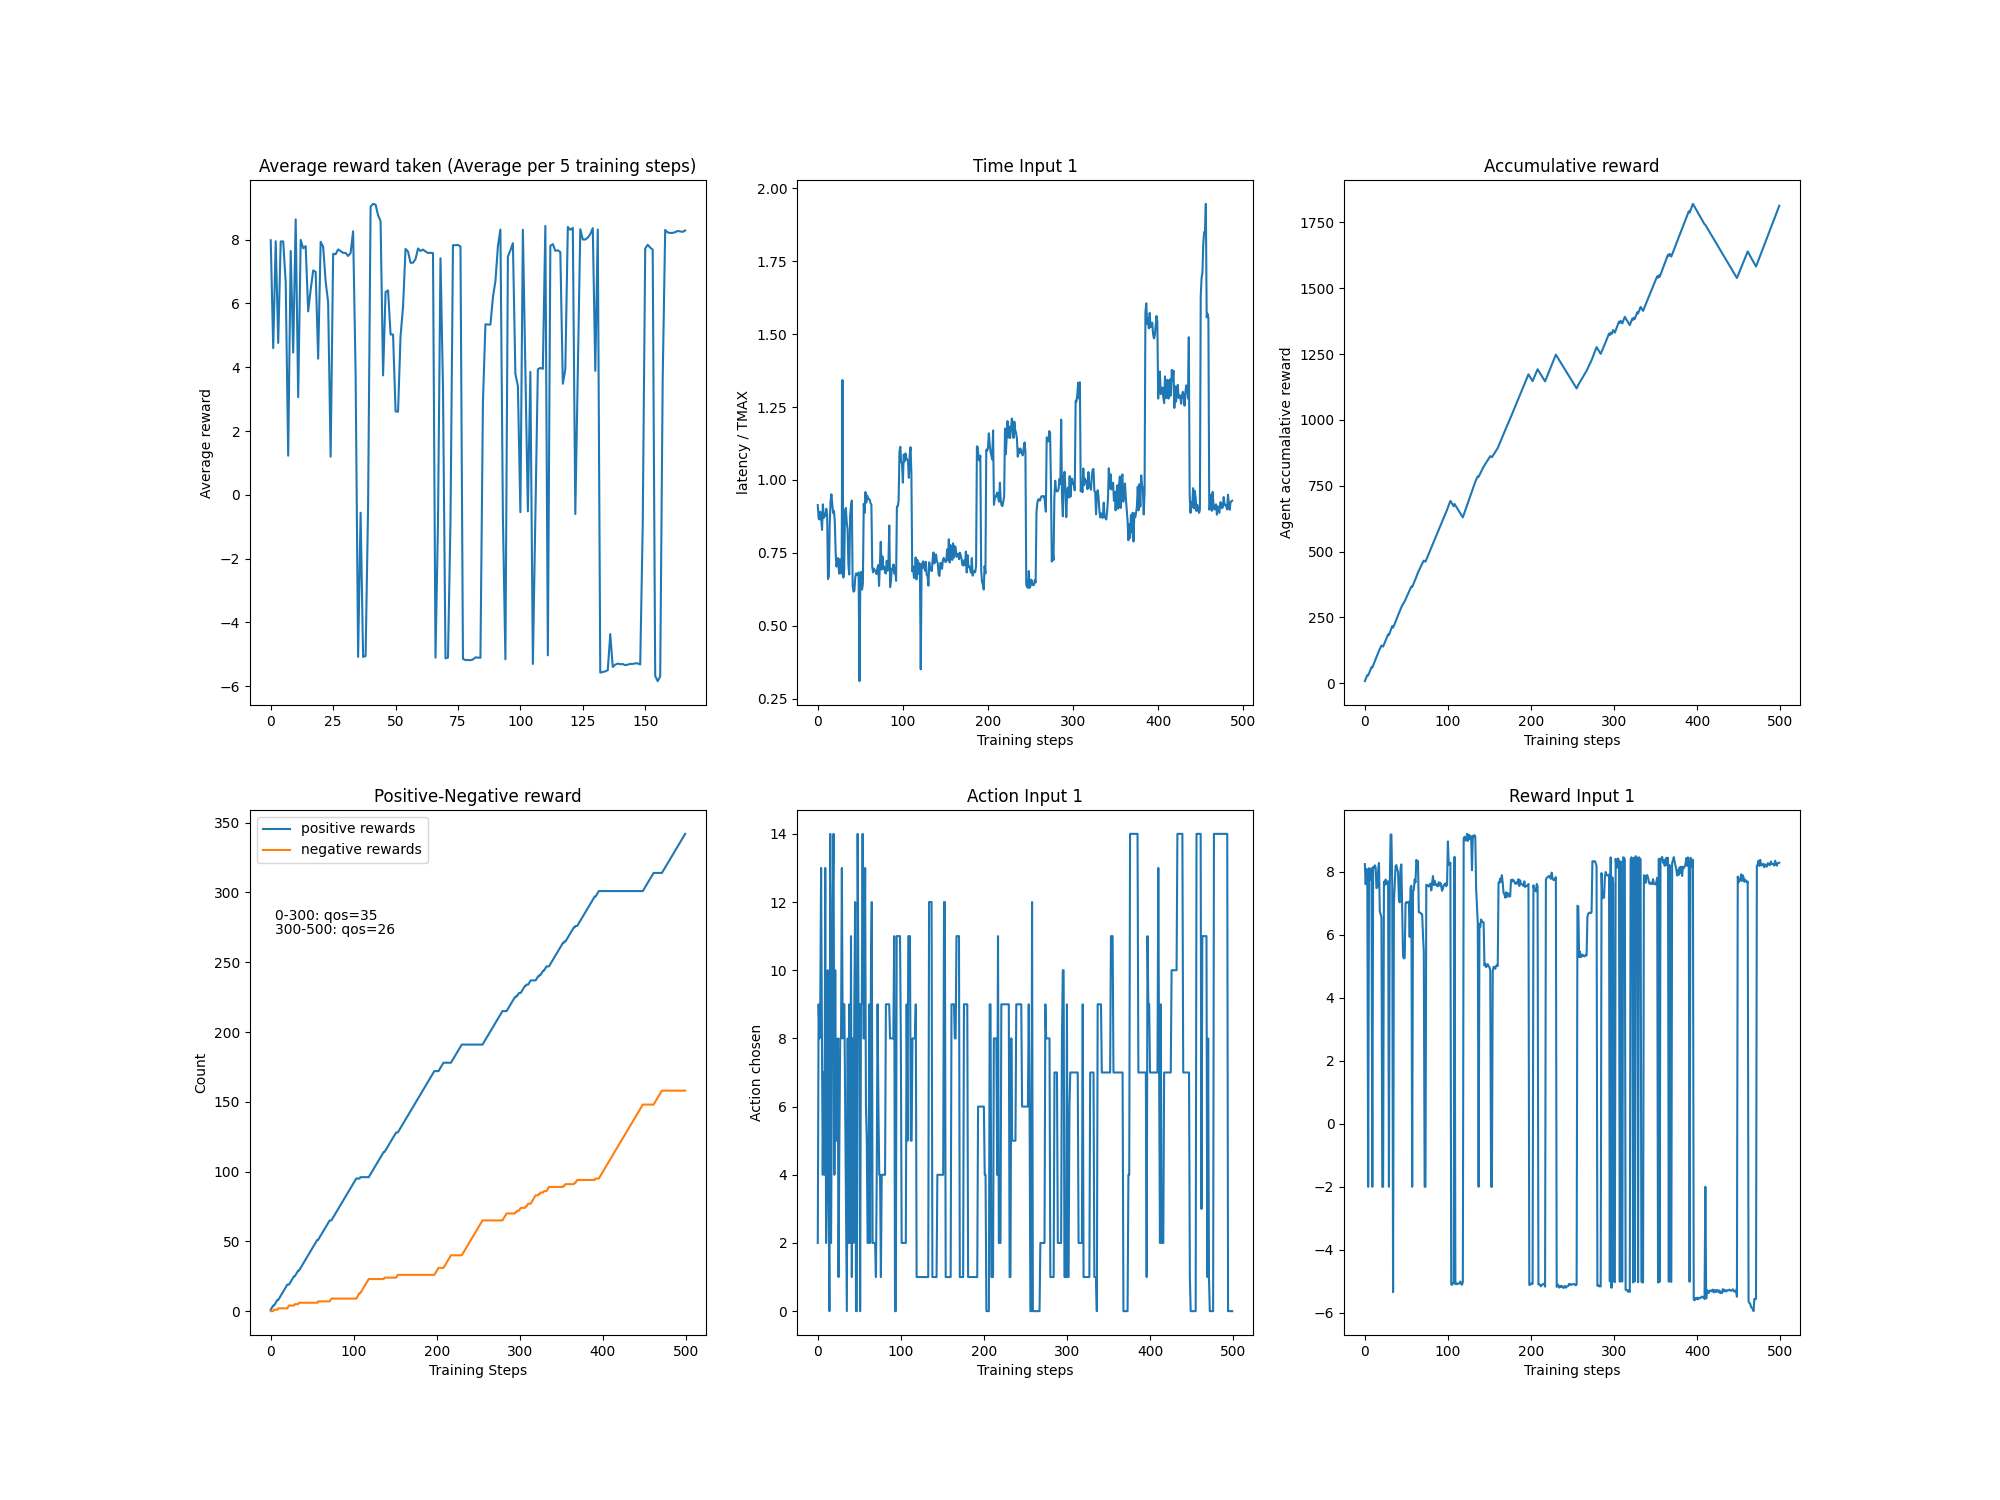 Average reward taken (Average per 5 training steps)
Average reward
8
6
4
2
0
−2
−4
−6
0 25 50 75 100 125 150
Time Input 1
latency / TMAX
2.00
1.75
1.50
1.25
1.00
0.75
0.50
0.25
0 100 200 300 400 500
Training steps
Accumulative reward
Agent accumalative reward
1750
1500
1250
1000
750
500
250
0
0 100 200 300 400 500
Training steps
Positive-Negative reward
positive rewards
negative rewards
0-300: qos=35
300-500: qos=26
Count
350
300
250
200
150
100
50
0
0 100 200 300 400 500
Training Steps
Action Input 1
Action chosen
14
12
10
8
6
4
2
0
0 100 200 300 400 500
Training steps
Reward Input 1
8
6
4
2
0
−2
−4
−6
0 100 200 300 400 500
Training steps